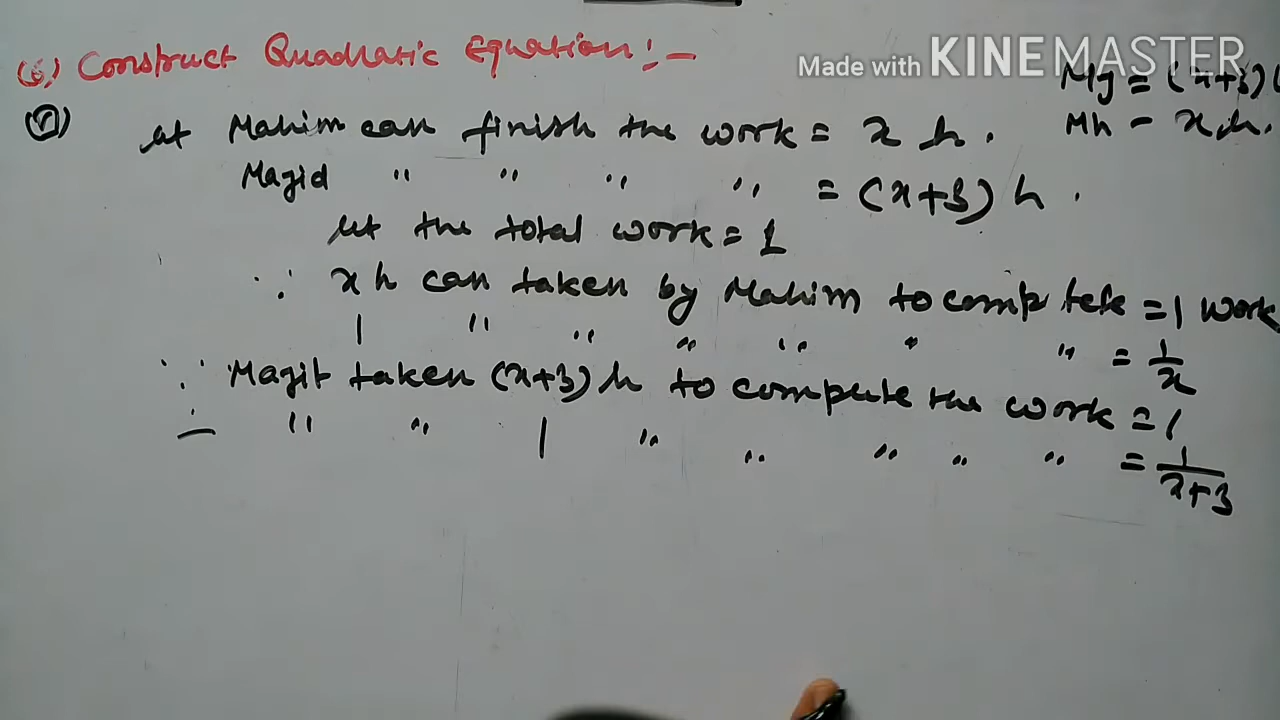 Made with KINEMASTER
(6.) Construct Quadratic Equation:-
Mg = (x+3)(
(v) Let Mahim can finish the work = x h.
Mh - x h.
Magid " " " " = (x+3) h.
let the total work = 1
∵ x h can taken by Mahim to complete = 1 work
1 " " " " " " = 1/x
∵ Magit taken (x+3) h to compute the work = 1
" " 1 " " " " " = 1/x+3